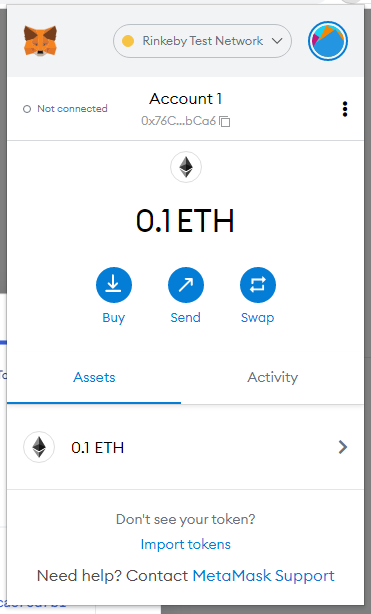 Rinkeby Test Network
Not connected
Account 1
0x76C...bCa6
0.1 ETH
Buy
Send
Swap
Assets
Activity
0.1 ETH
Don't see your token?
Import tokens
Need help? Contact MetaMask Support